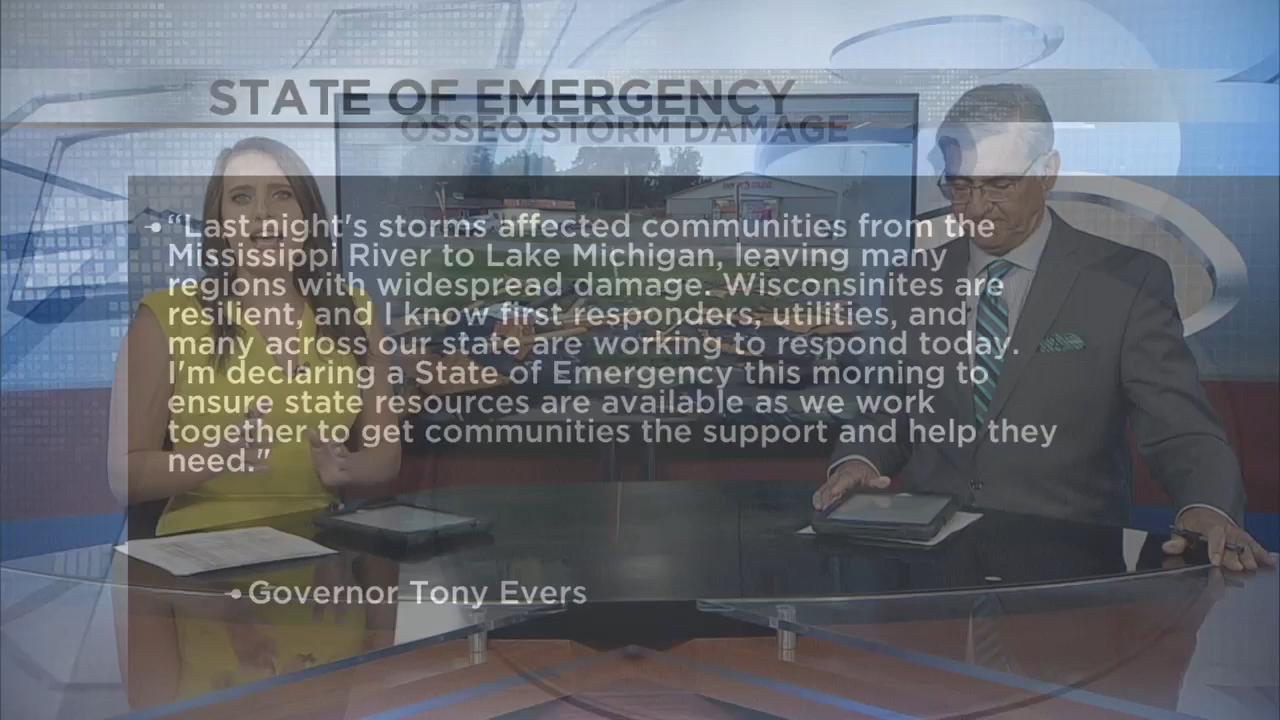 STATE OF EMERGENCY
OSSEO STORM DAMAGE
“Last night's storms affected communities from the
Mississippi River to Lake Michigan, leaving many
regions with widespread damage. Wisconsinites are
resilient, and I know first responders, utilities, and
many across our state are working to respond today.
I'm declaring a State of Emergency this morning to
ensure state resources are available as we work
together to get communities the support and help they
need."
Governor Tony Evers